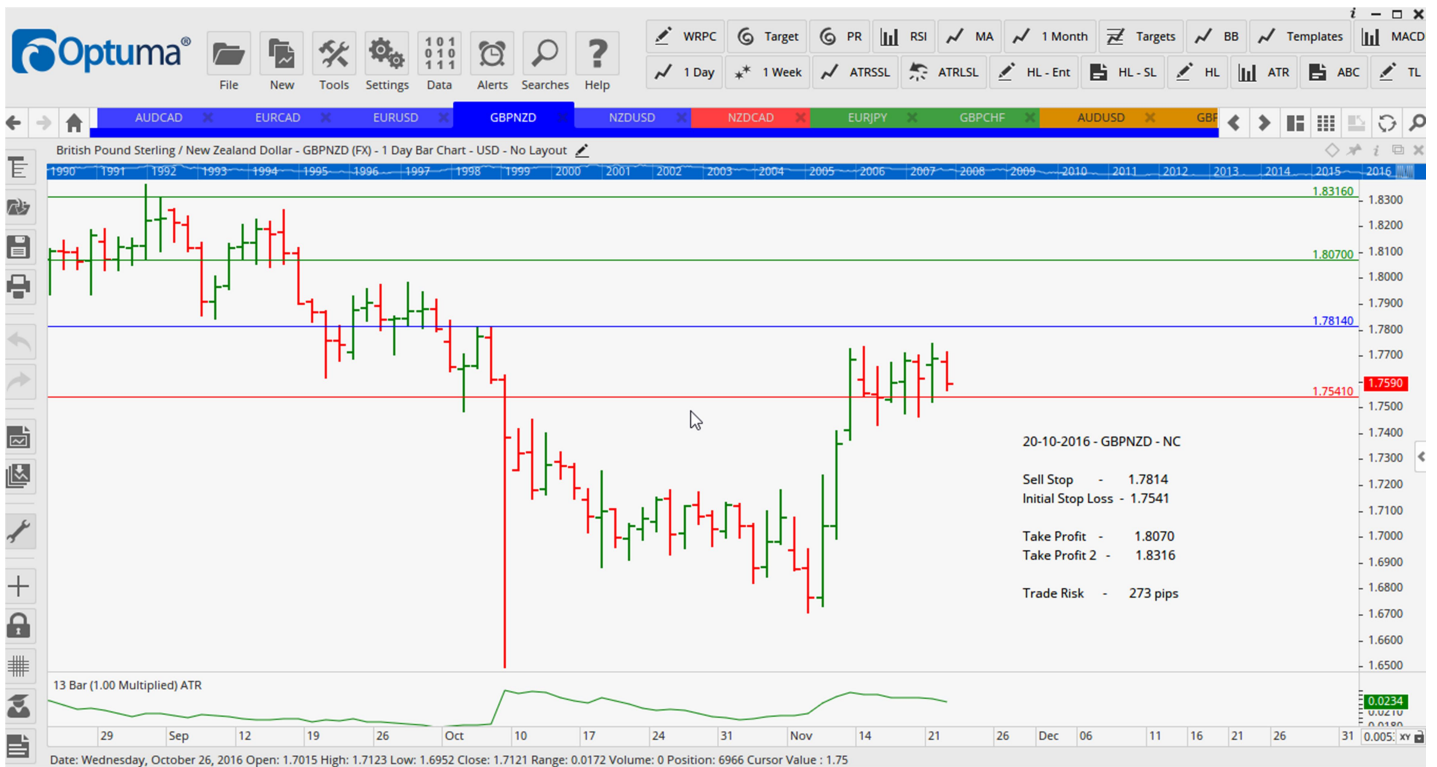 i
Optuma®
File New Tools Settings Data Alerts Searches Help
101
010
111
WRPC Target PR RSI MA 1 Month Targets BB Templates MACD
1 Day 1 Week ATRSSL ATRLSL HL - Ent HL - SL HL ATR ABC TL
AUDCAD EURCAD EURUSD GBPNZD NZDUSD NZDCAD EURJPY GBPCHF AUDUSD GBP
British Pound Sterling / New Zealand Dollar - GBPNZD (FX) - 1 Day Bar Chart - USD - No Layout
1990 1991 1992 1993 1994 1995 1996 1997 1998 1999 2000 2001 2002 2003 2004 2005 2006 2007 2008 2009 2010 2011 2012 2013 2014 2015 2016
1.83160
1.8300
1.8200
1.80700
1.8100
1.8000
1.7900
1.78140
1.7800
1.7700
1.7590
1.75410
1.7500
1.7400
1.7300
1.7200
1.7100
1.7000
1.6900
1.6800
1.6700
1.6600
1.6500
20-10-2016 - GBPNZD - NC
Sell Stop - 1.7814
Initial Stop Loss - 1.7541
Take Profit - 1.8070
Take Profit 2 - 1.8316
Trade Risk - 273 pips
13 Bar (1.00 Multiplied) ATR
0.0234
29 Sep 12 19 26 Oct 10 17 24 31 Nov 14 21 26 Dec 06 11 16 21 26 31 0.005: XY
Date: Wednesday, October 26, 2016 Open: 1.7015 High: 1.7123 Low: 1.6952 Close: 1.7121 Range: 0.0172 Volume: 0 Position: 6966 Cursor Value : 1.75